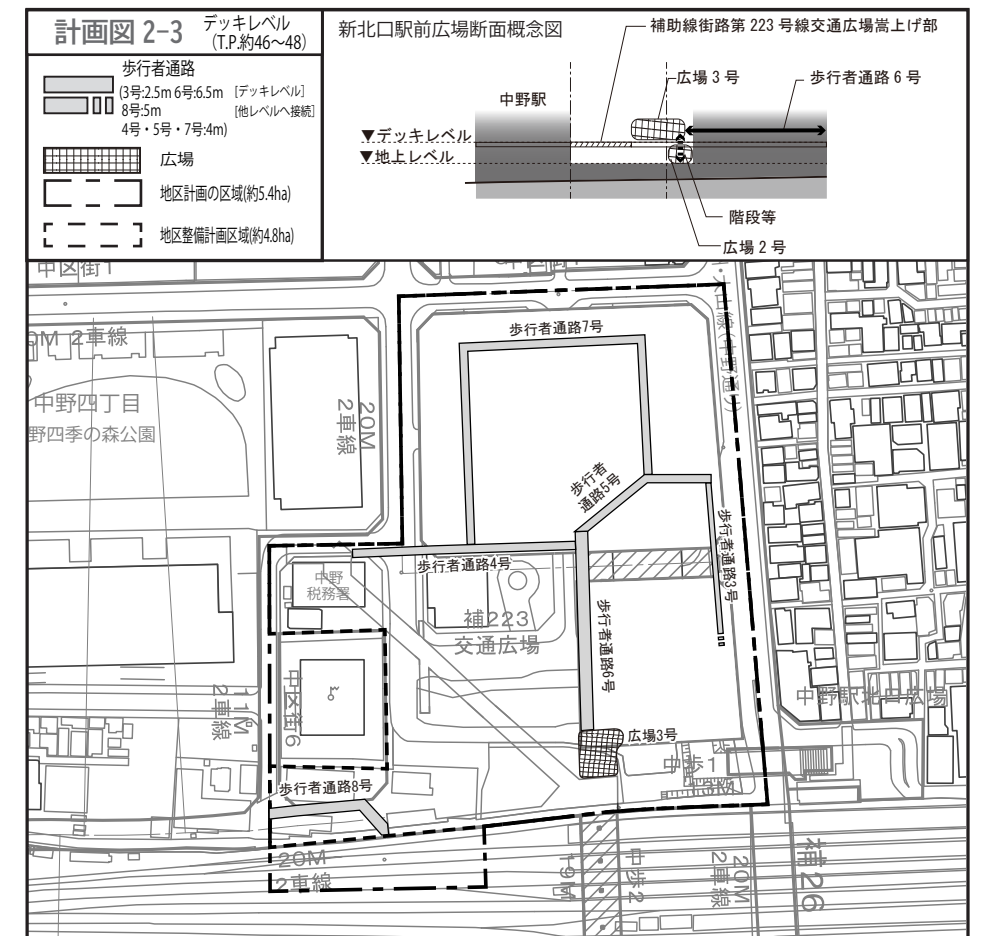 計画図 2-3
デッキレベル
(T.P.約46～48)
歩行者通路
(3号:2.5m 6号:6.5m [デッキレベル]
8号:5m [他レベルへ接続]
4号・5号・7号:4m)
広場
地区計画の区域(約5.4ha)
地区整備計画区域(約4.8ha)
新北口駅前広場断面概念図
補助線街路第 223 号線交通広場嵩上げ部
広場 3 号
歩行者通路 6 号
中野駅
▼デッキレベル
▼地上レベル
階段等
広場 2 号
中区街1
20M 2車線
中野四丁目
野四季の森公園
20M
2車線
歩行者通路7号
歩行者
通路5号
歩行者通路3号
歩行者通路4号
中野
税務署
補223
交通広場
歩行者通路6号
中区街6
11M
2車線
広場3号
中歩1
中野駅北口広場
歩行者通路8号
20M
2車線
19M
中歩2
20M
2車線
補26